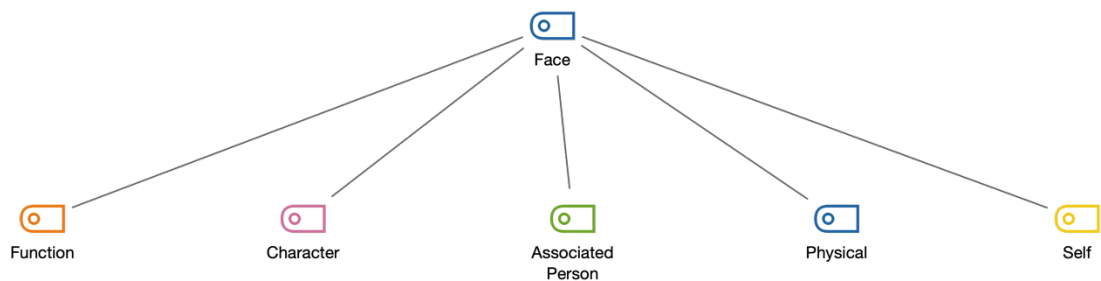 Face
Function
Character
Associated
Person
Physical
Self